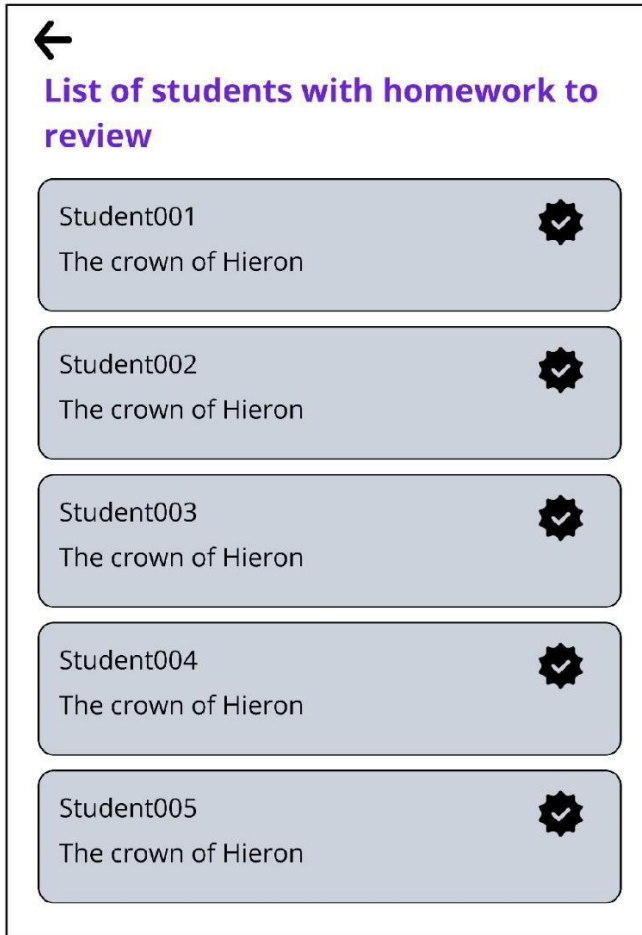 List of students with homework to
review
Student001
The crown of Hieron
Student002
The crown of Hieron
Student003
The crown of Hieron
Student004
The crown of Hieron
Student005
The crown of Hieron